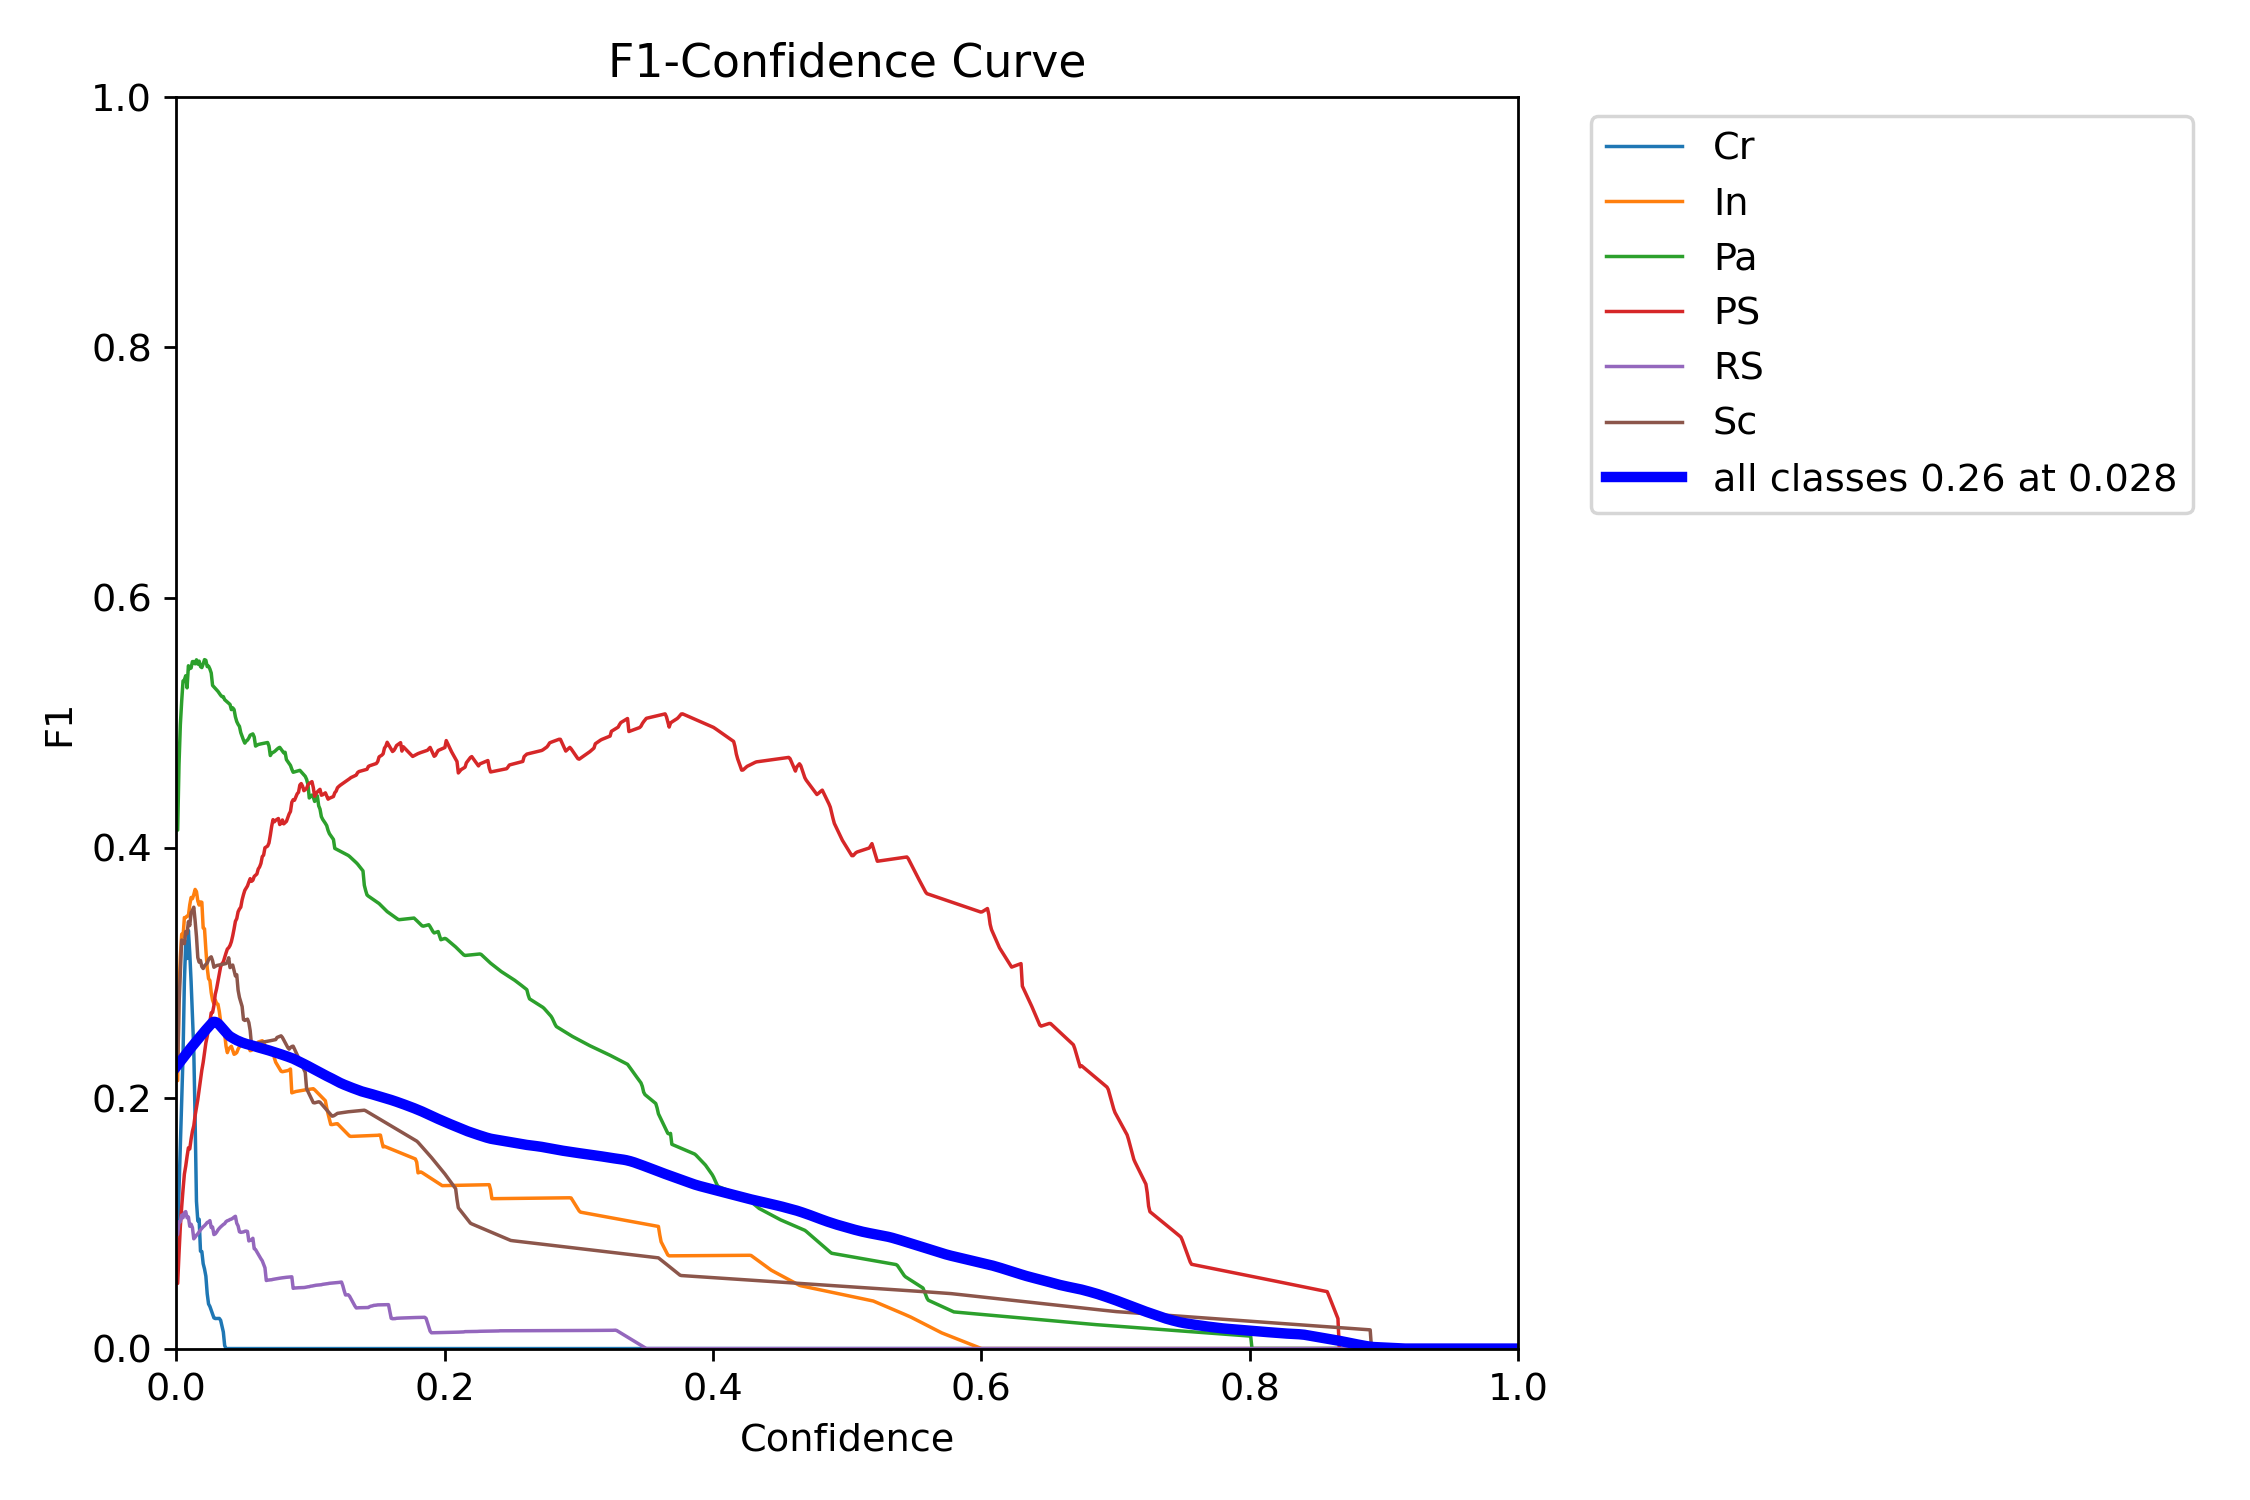 F1-Confidence Curve
1.0
0.8
0.6
0.4
0.2
0.0
F1
0.0 0.2 0.4 0.6 0.8 1.0
Confidence
Cr
In
Pa
PS
RS
Sc
all classes 0.26 at 0.028